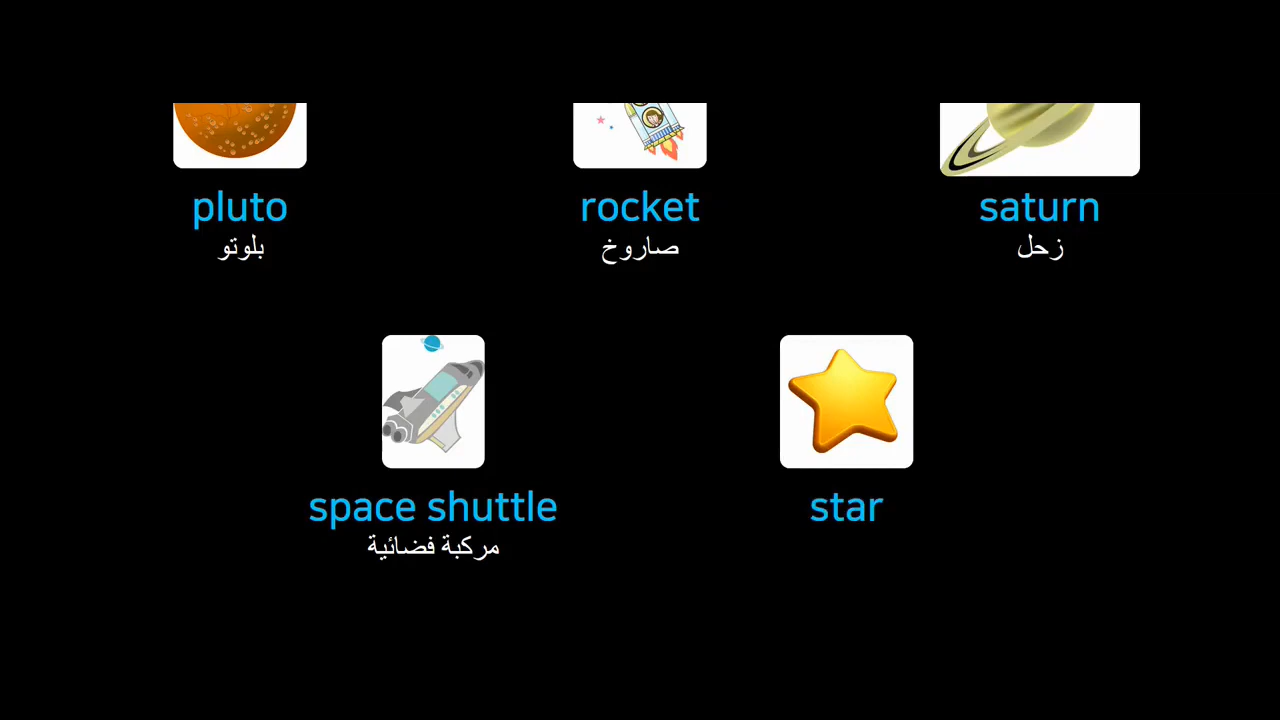 pluto
بلوتو
rocket
صاروخ
saturn
زحل
space shuttle
مركبة فضائية
star